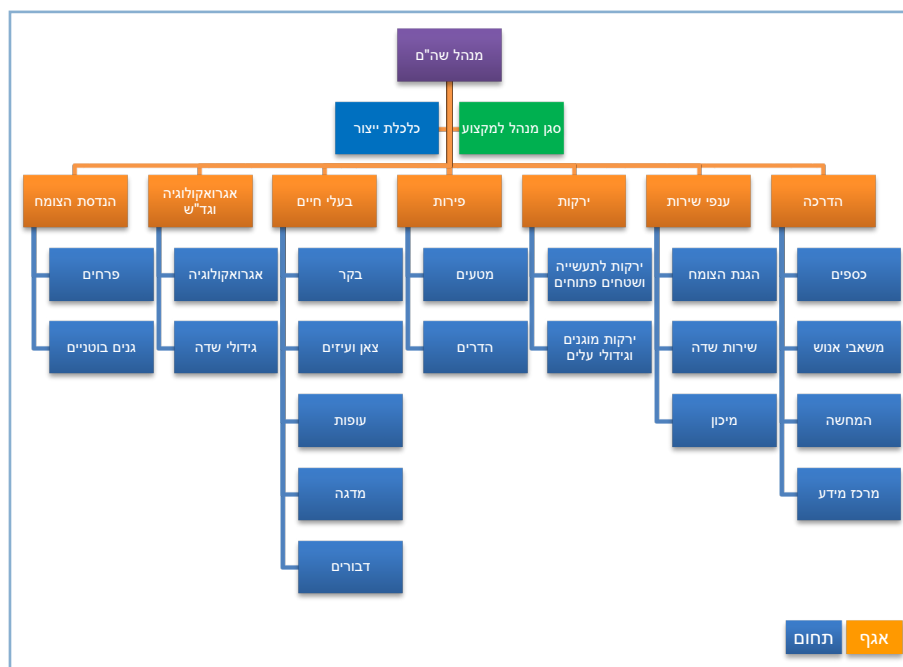 מנהל שה"ם
סגן מנהל למקצוע
כלכלת ייצור
הדרכה
ענפי שירות
ירקות
פירות
בעלי חיים
אגרואקולוגיה
וגד"ש
הנדסת הצומח
כספים
הגנת הצומח
ירקות לתעשייה
ושטחים פתוחים
מטעים
בקר
אגרואקולוגיה
פרחים
משאבי אנוש
שירות שדה
ירקות מוגנים
וגידולי עלים
הדרים
צאן ועיזים
גידולי שדה
גנים בוטניים
המחשה
מיכון
עופות
מרכז מידע
מדגה
דבורים
אגף
תחום